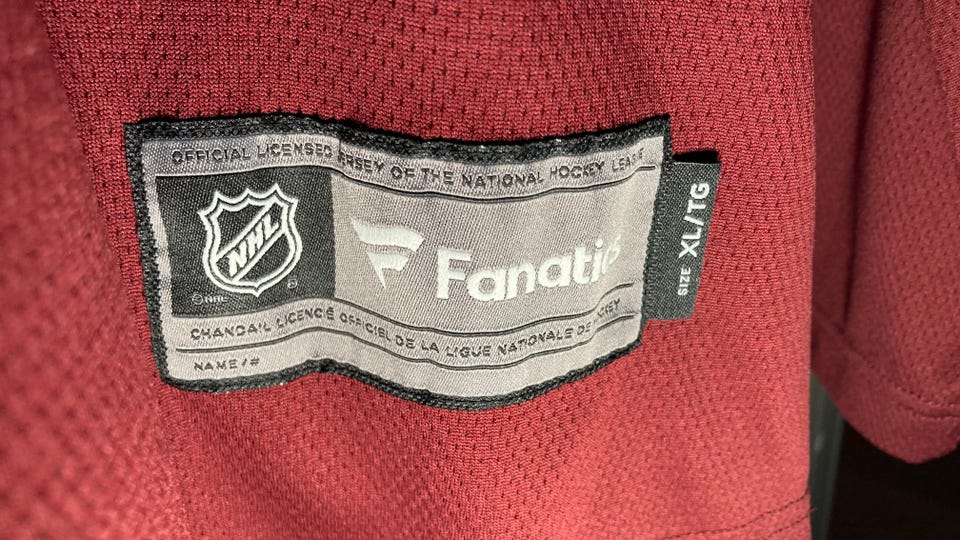 OFFICIAL LICENSED JERSEY OF THE NATIONAL HOCKEY LEAGUE
NHL
©NHL
Fanatics
SIZE XL/TG
CHANDAIL LICENCIÉ OFFICIEL DE LA LIGUE NATIONALE DE HOCKEY
NAME/#